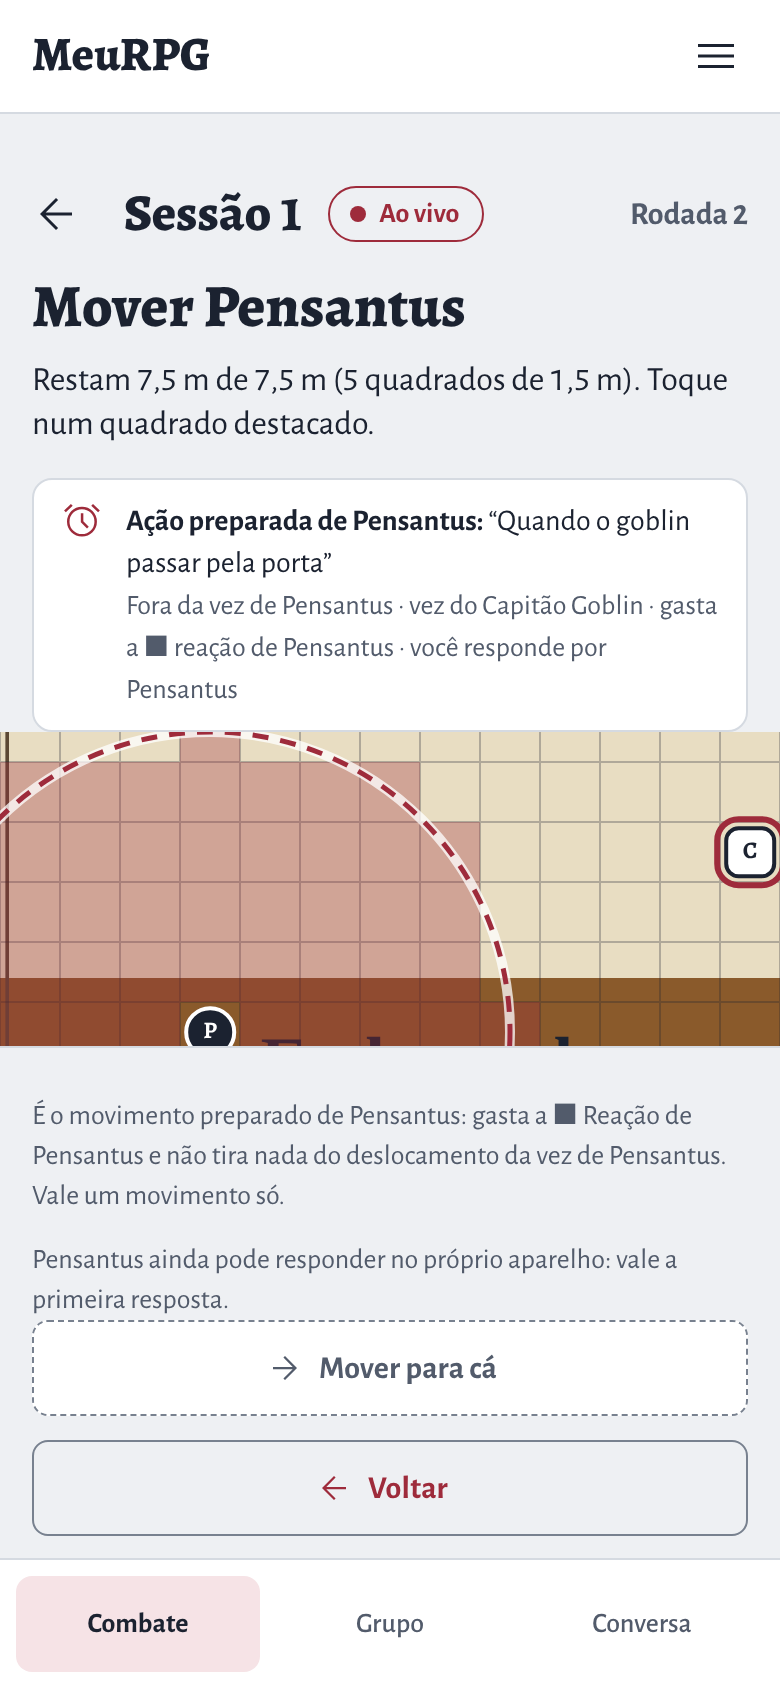 MeuRPG
Sessão 1
Ao vivo
Rodada 2
Mover Pensantus
Restam 7,5 m de 7,5 m (5 quadrados de 1,5 m). Toque
num quadrado destacado.
Ação preparada de Pensantus: “Quando o goblin
passar pela porta”
Fora da vez de Pensantus · vez do Capitão Goblin · gasta
a ■ reação de Pensantus · você responde por
Pensantus
C
P
É o movimento preparado de Pensantus: gasta a ■ Reação de
Pensantus e não tira nada do deslocamento da vez de Pensantus.
Vale um movimento só.
Pensantus ainda pode responder no próprio aparelho: vale a
primeira resposta.
Mover para cá
Voltar
Combate
Grupo
Conversa